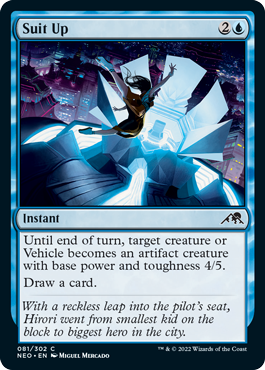 Suit Up 2
Instant
Until end of turn, target creature or
Vehicle becomes an artifact creature
with base power and toughness 4/5.
Draw a card.
With a reckless leap into the pilot's seat,
Hirori went from smallest kid on the
block to biggest hero in the city.
081/302 C
NEO • EN Miguel Mercado
™ & © 2022 Wizards of the Coast